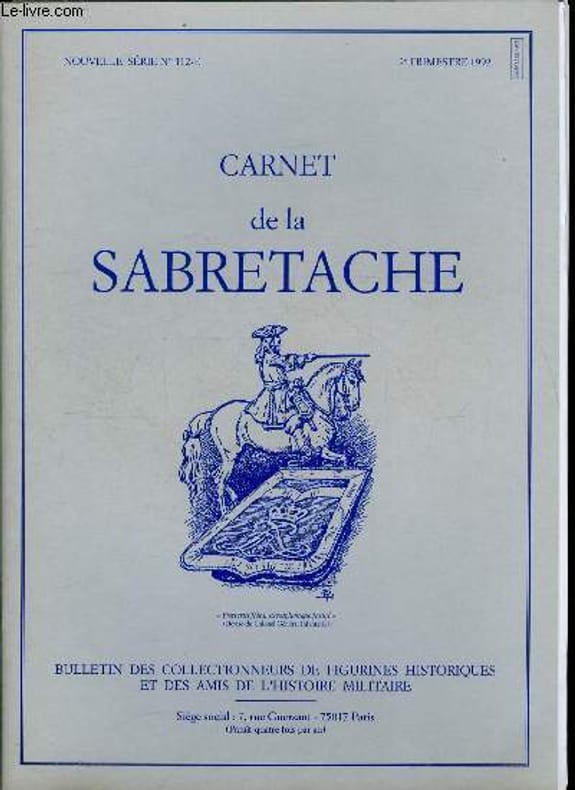 Le-livre.com
NOUVELLE SÉRIE N° 112-
2e TRIMESTRE 1992
CARNET
de la
SABRETACHE
BULLETIN DES COLLECTIONNEURS DE FIGURINES HISTORIQUES
ET DES AMIS DE L'HISTOIRE MILITAIRE
Siège social : 7, rue Guersant - 75017 Paris
(Paraît quatre fois par an)